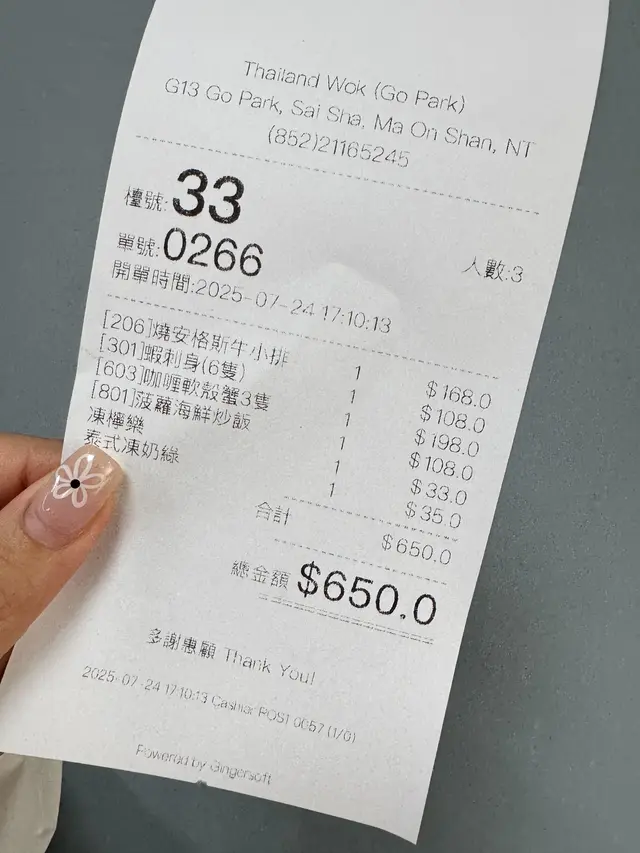 Thailand Wok (Go Park)
G13 Go Park, Sai Sha, Ma On Shan, NT
(852)21165245
檯號:33
單號:0266 人數:3
開單時間:2025-07-24 17:10:13
[206]燒安格斯牛小排 1 $168.0
[301]蝦刺身(6隻) 1 $108.0
[603]咖喱軟殼蟹3隻 1 $198.0
[801]菠蘿海鮮炒飯 1 $108.0
凍檸樂 1 $33.0
泰式凍奶綠 1 $35.0
合計 $650.0
總金額 $650.0
多謝惠顧 Thank You!
2025-07-24 17:10:13 Cashier POS1 0057 (1/0)
Powered by Gingersoft